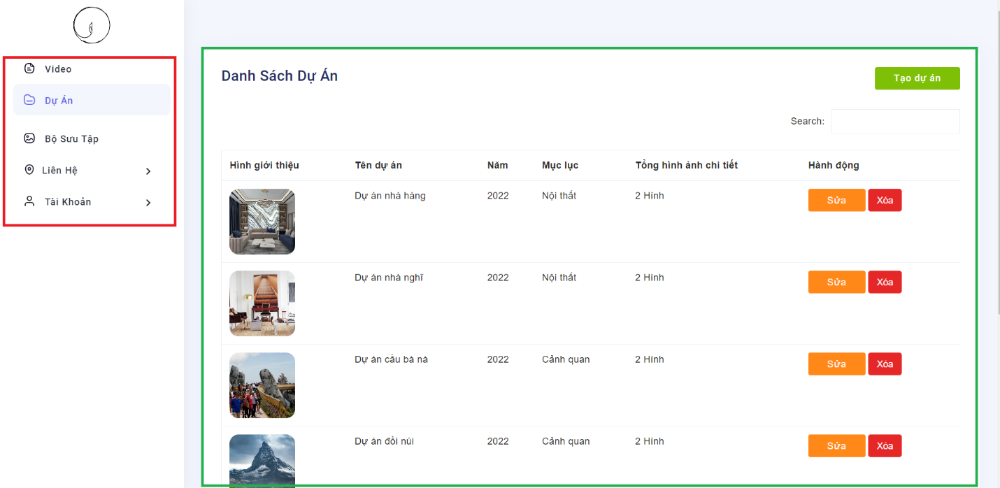 Video
Dự Án
Bộ Sưu Tập
Liên Hệ
Tài Khoản
Danh Sách Dự Án
Tạo dự án
Search:
Hình giới thiệu Tên dự án Năm Mục lục Tổng hình ảnh chi tiết Hành động
Dự án nhà hàng 2022 Nội thất 2 Hình Sửa Xóa
Dự án nhà nghĩ 2022 Nội thất 2 Hình Sửa Xóa
Dự án cầu bà nà 2022 Cảnh quan 2 Hình Sửa Xóa
Dự án đồi núi 2022 Cảnh quan 2 Hình Sửa Xóa